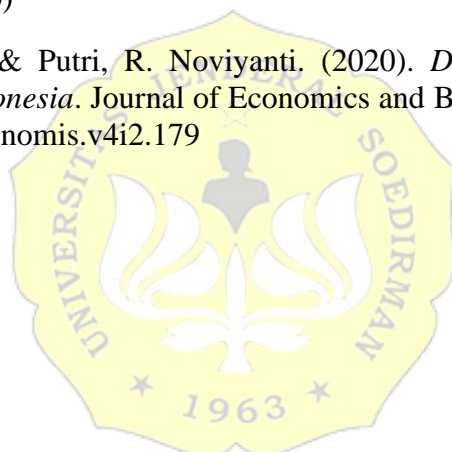 )
& Putri, R. Noviyanti. (2020). D
onesia. Journal of Economics and B
nomis.v4i2.179
UNIVERSITAS JENDERAL SOEDIRMAN
★ 1963 ★